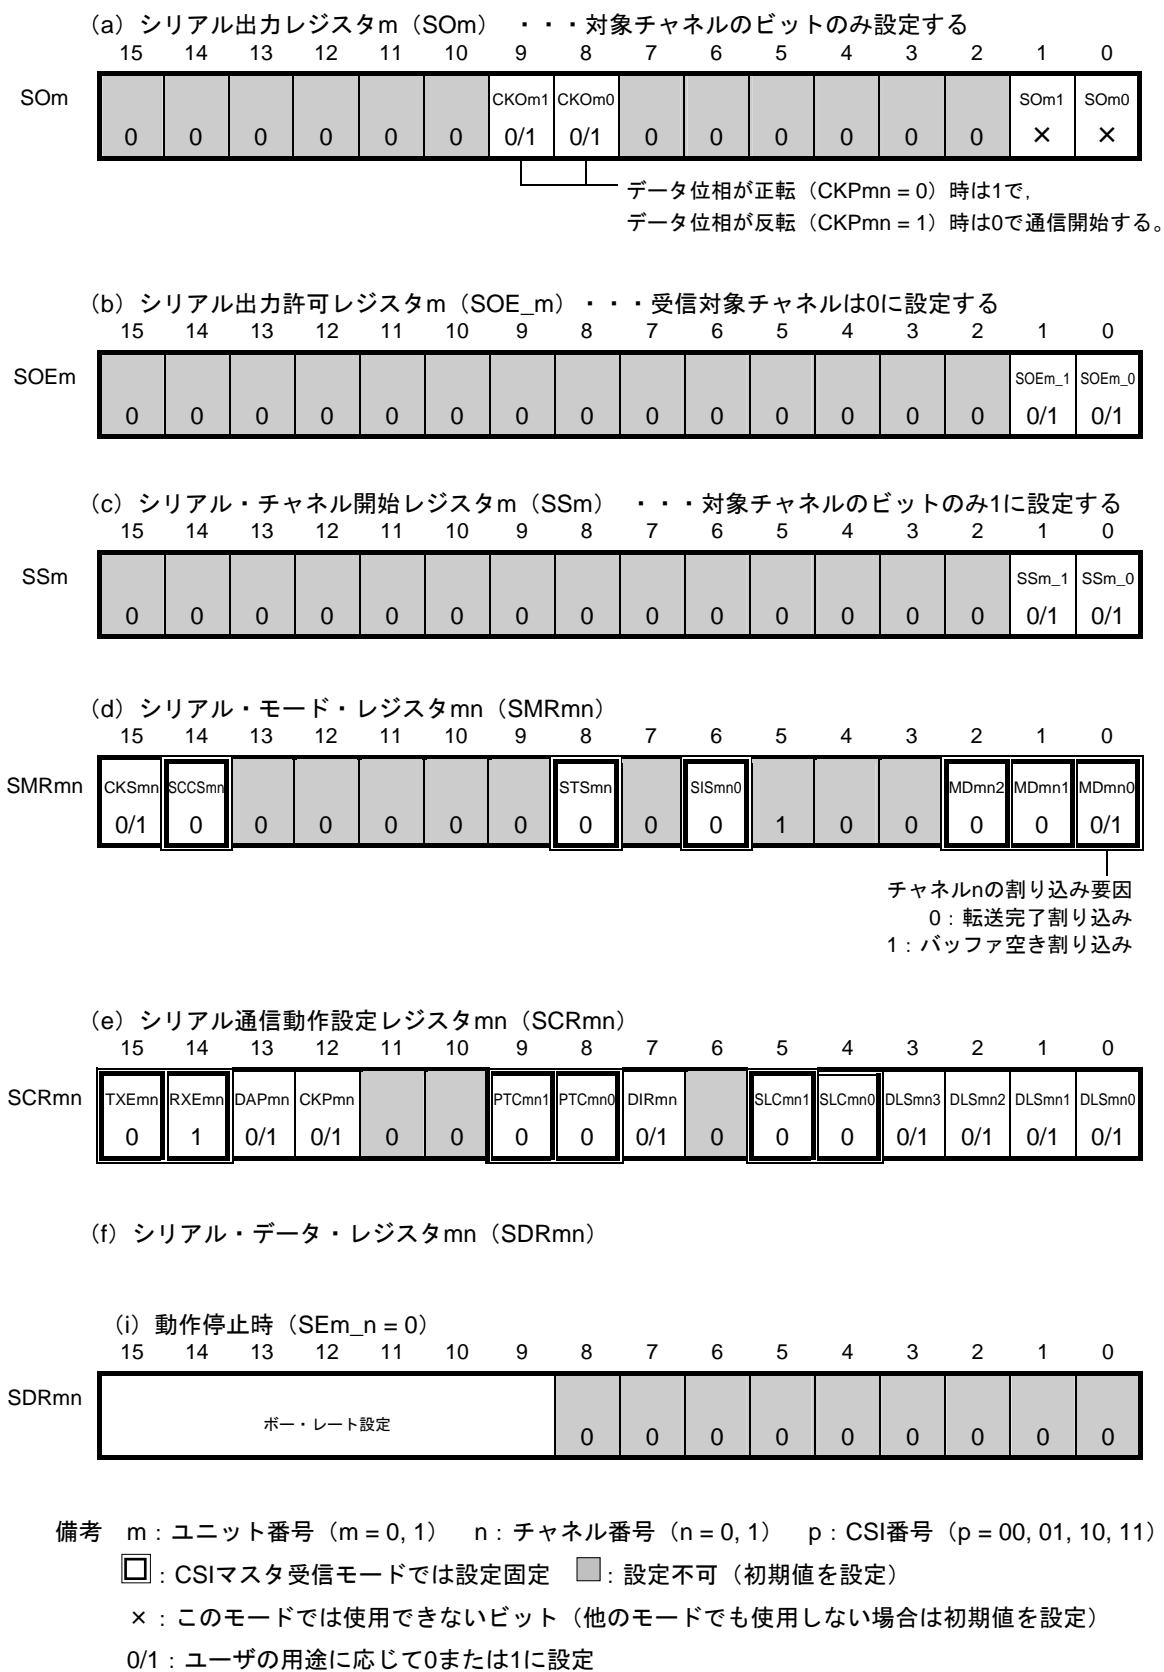 (a) シリアル出力レジスタm（SOm） ・・・対象チャネルのビットのみ設定する
15 14 13 12 11 10 9 8 7 6 5 4 3 2 1 0
SOm
CKOm1 CKOm0 SOm1 SOm0
0 0 0 0 0 0 0/1 0/1 0 0 0 0 0 0 × ×
データ位相が正転（CKPmn = 0）時は1で,
データ位相が反転（CKPmn = 1）時は0で通信開始する。
(b) シリアル出力許可レジスタm（SOE_m）・・・受信対象チャネルは0に設定する
15 14 13 12 11 10 9 8 7 6 5 4 3 2 1 0
SOEm
SOEm_1 SOEm_0
0 0 0 0 0 0 0 0 0 0 0 0 0 0 0/1 0/1
(c) シリアル・チャネル開始レジスタm（SSm） ・・・対象チャネルのビットのみ1に設定する
15 14 13 12 11 10 9 8 7 6 5 4 3 2 1 0
SSm
SSm_1 SSm_0
0 0 0 0 0 0 0 0 0 0 0 0 0 0 0/1 0/1
(d) シリアル・モード・レジスタmn（SMRmn）
15 14 13 12 11 10 9 8 7 6 5 4 3 2 1 0
SMRmn
CKSmn SCCSmn STSmn SISmn0 MDmn2 MDmn1 MDmn0
0/1 0 0 0 0 0 0 0 0 0 1 0 0 0 0 0/1
チャネルnの割り込み要因
0：転送完了割り込み
1：バッファ空き割り込み
(e) シリアル通信動作設定レジスタmn（SCRmn）
15 14 13 12 11 10 9 8 7 6 5 4 3 2 1 0
SCRmn
TXEmn RXEmn DAPmn CKPmn PTCmn1 PTCmn0 DIRmn SLCmn1 SLCmn0 DLSmn3 DLSmn2 DLSmn1 DLSmn0
0 1 0/1 0/1 0 0 0 0 0/1 0 0 0 0/1 0/1 0/1 0/1
(f) シリアル・データ・レジスタmn（SDRmn）
(i) 動作停止時（SEm_n = 0）
15 14 13 12 11 10 9 8 7 6 5 4 3 2 1 0
SDRmn
ボー・レート設定 0 0 0 0 0 0 0 0 0
備考 m：ユニット番号（m = 0, 1） n：チャネル番号（n = 0, 1） p：CSI番号（p = 00, 01, 10, 11）
：CSIマスタ受信モードでは設定固定 ：設定不可（初期値を設定）
×：このモードでは使用できないビット（他のモードでも使用しない場合は初期値を設定）
0/1：ユーザの用途に応じて0または1に設定